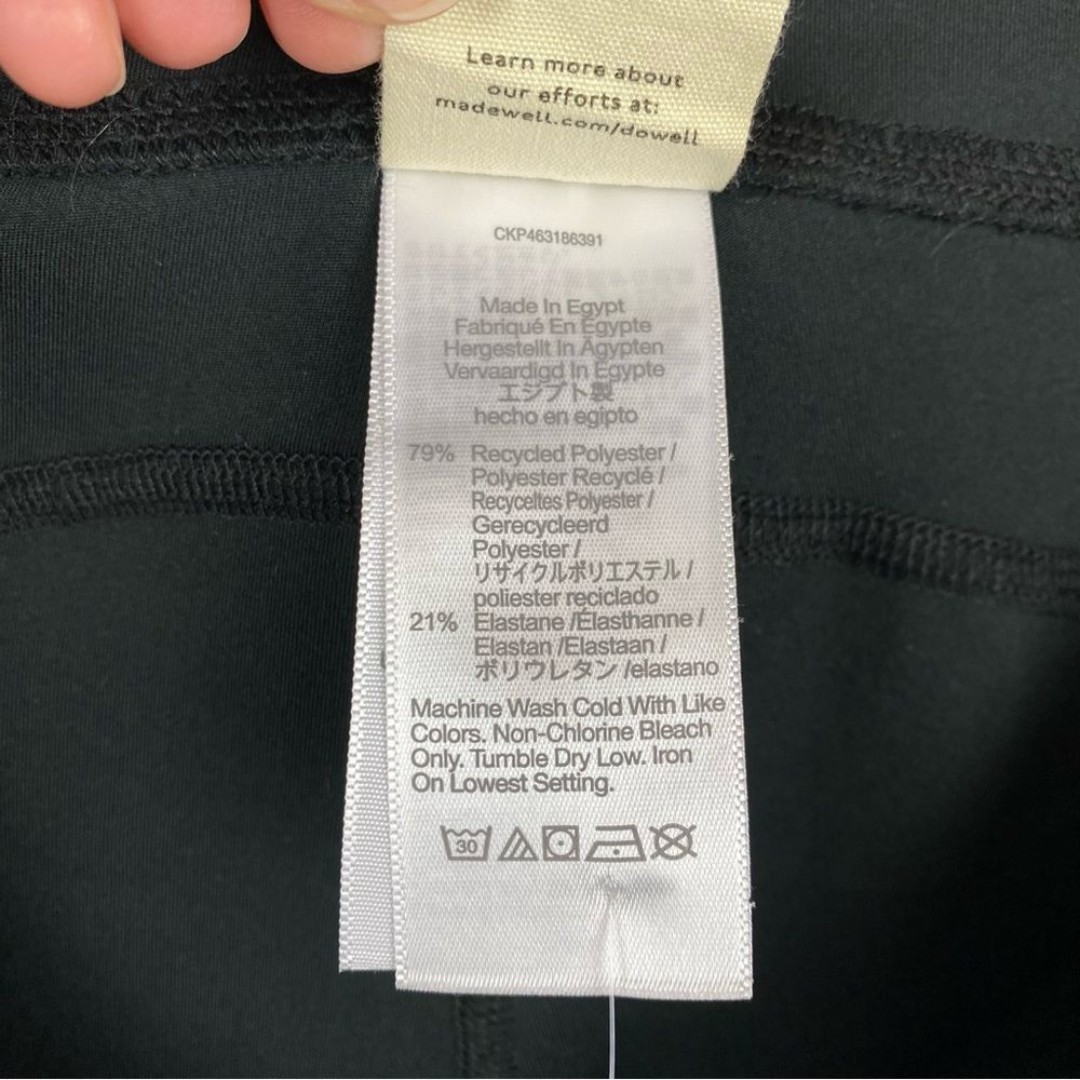 Learn more about
our efforts at:
madewell.com/dowell
CKP463186391
Made In Egypt
Fabriqué En Égypte
Hergestellt In Ägypten
Vervaardigd In Egypte
エジプト製
hecho en egipto
79% Recycled Polyester /
Polyester Recyclé /
Recyceltes Polyester /
Gerecycleerd
Polyester /
リサイクルポリエステル /
poliester reciclado
21% Elastane /Élasthanne /
Elastan /Elastaan /
ポリウレタン /elastano
Machine Wash Cold With Like
Colors. Non-Chlorine Bleach
Only. Tumble Dry Low. Iron
On Lowest Setting.
30